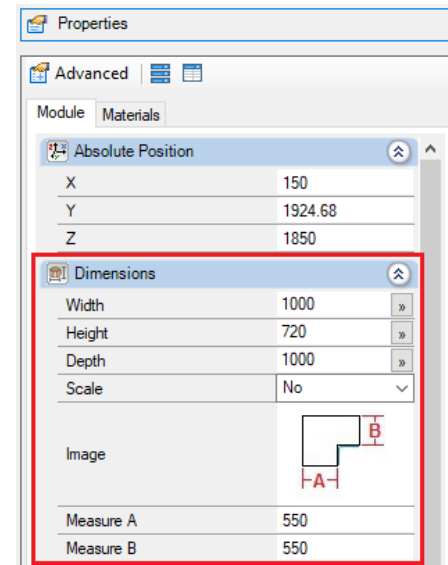 Properties
Advanced
Module Materials
Absolute Position
X 150
Y 1924.68
Z 1850
Dimensions
Width 1000 »
Height 720 »
Depth 1000 »
Scale No
B
Image
A
Measure A 550
Measure B 550